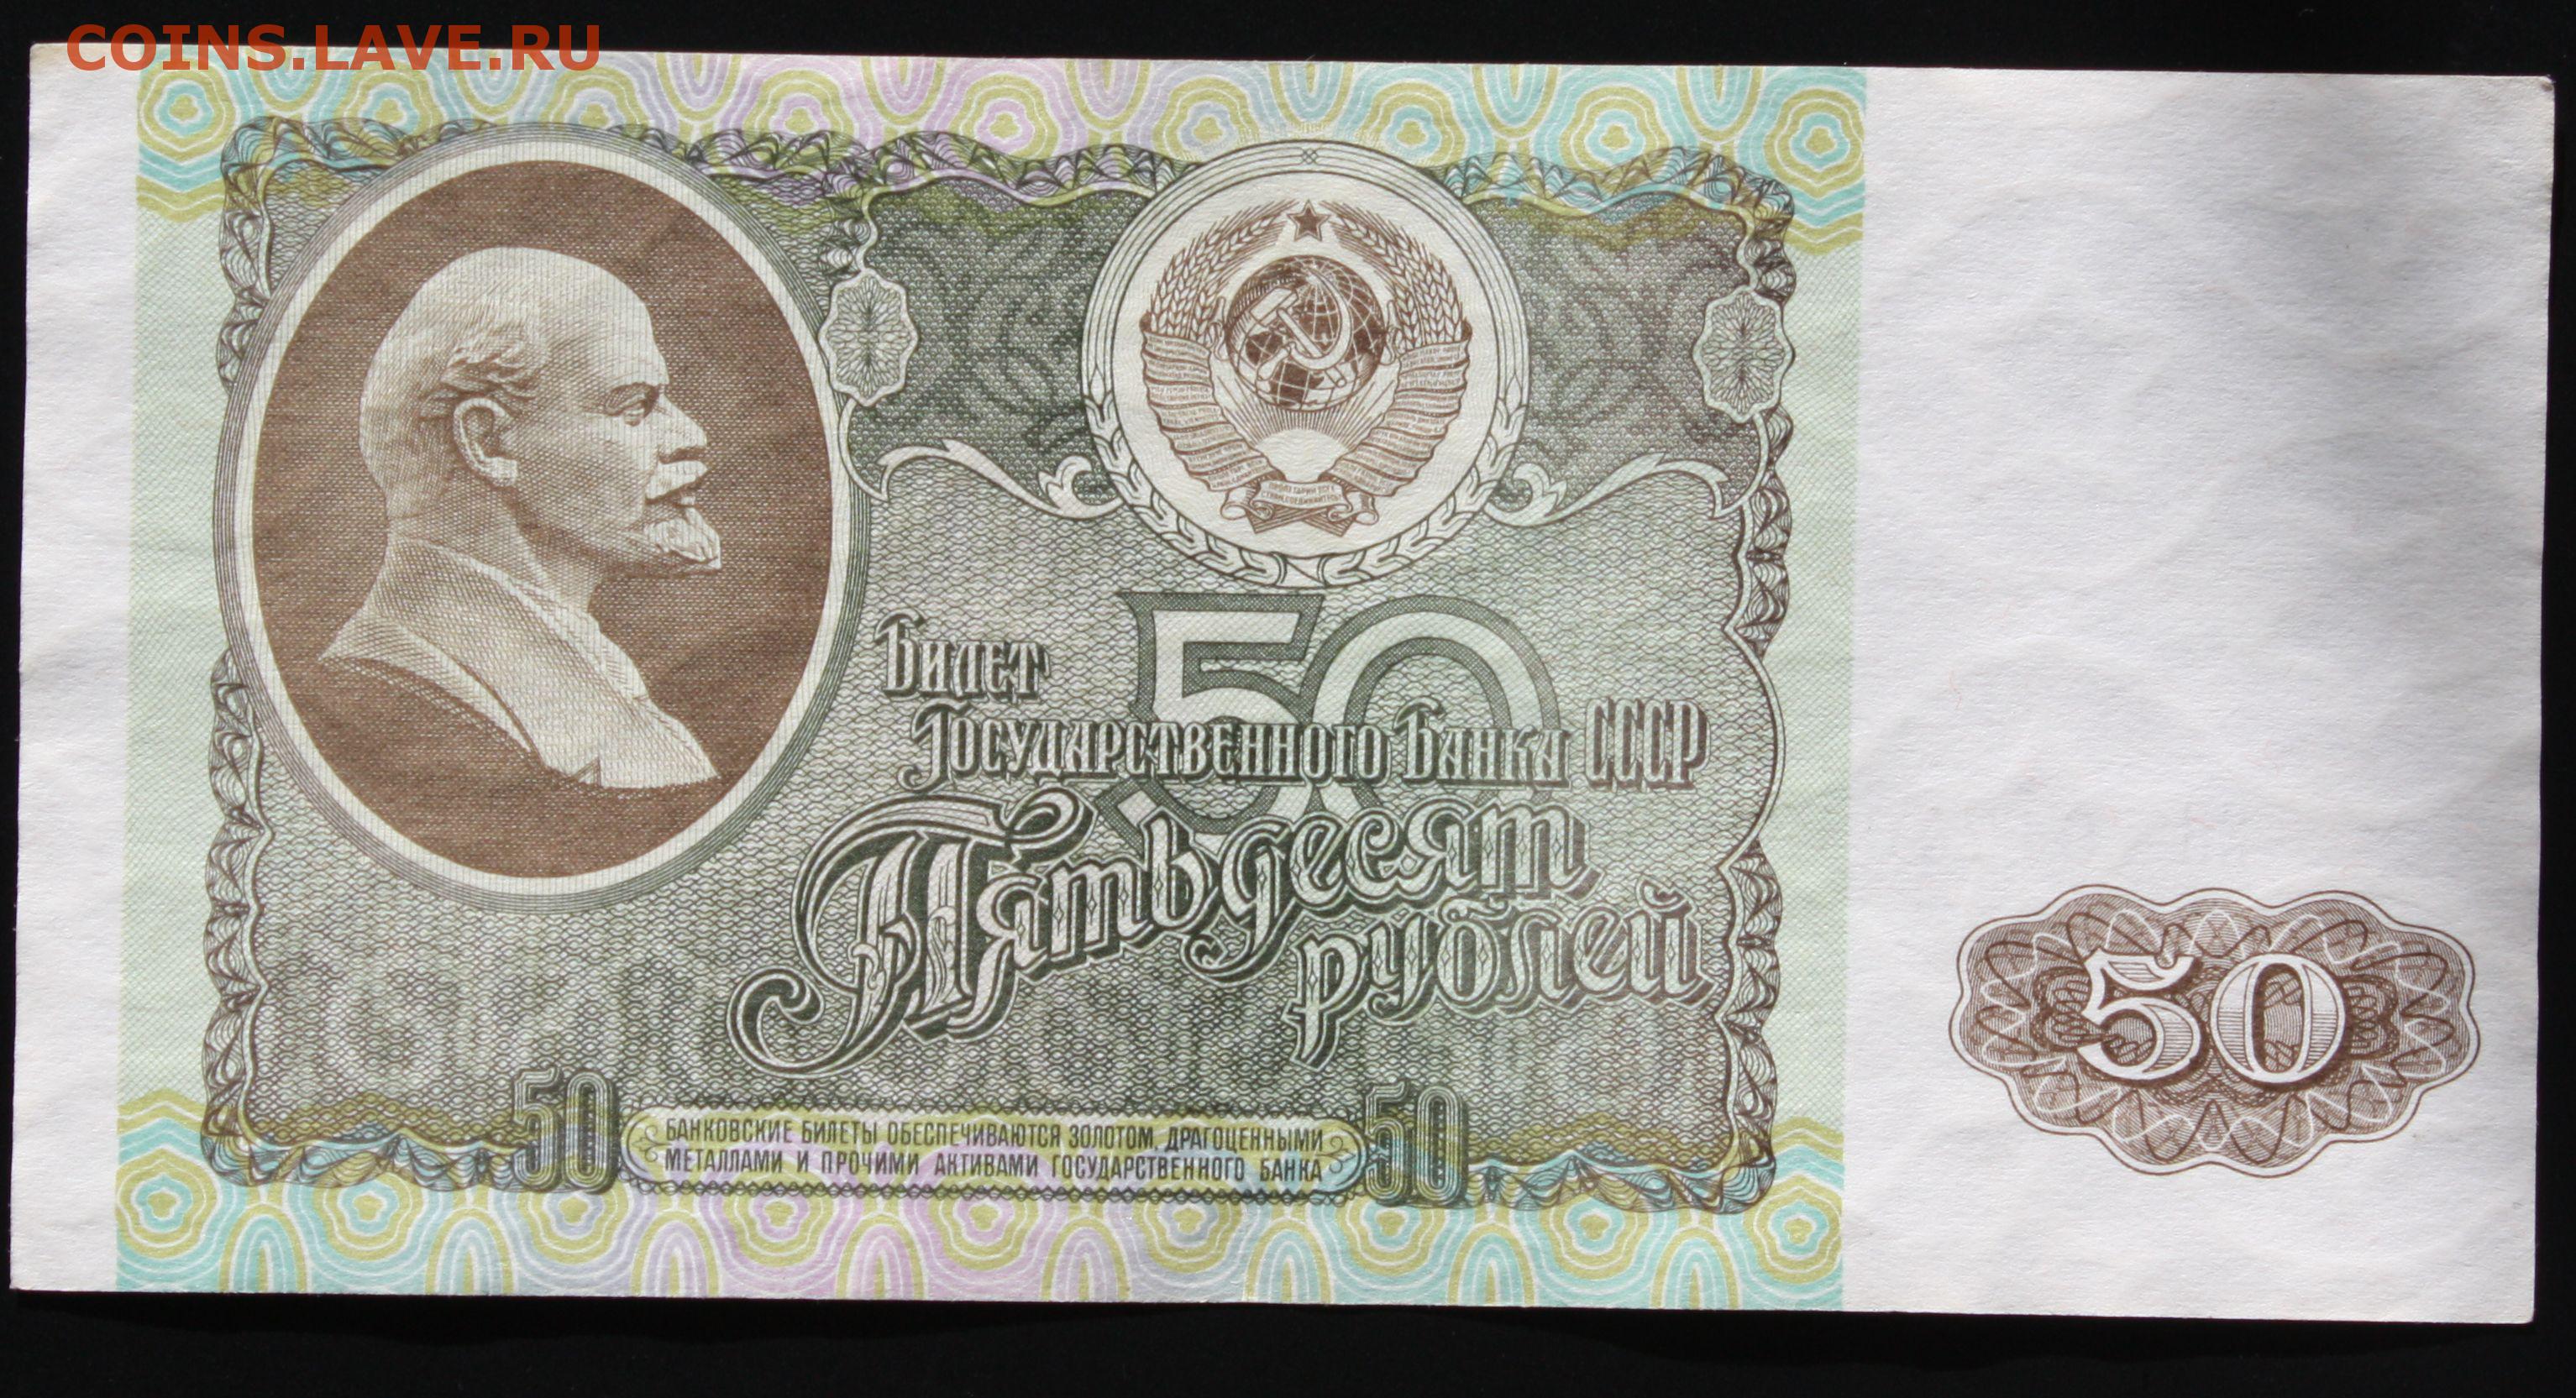 COINS.LAVE.RU
50
Билет
Государственного Банка СССР
Пятьдесят
рублей
50
50
БАНКОВСКИЕ БИЛЕТЫ ОБЕСПЕЧИВАЮТСЯ ЗОЛОТОМ, ДРАГОЦЕННЫМИ
МЕТАЛЛАМИ И ПРОЧИМИ АКТИВАМИ ГОСУДАРСТВЕННОГО БАНКА
50